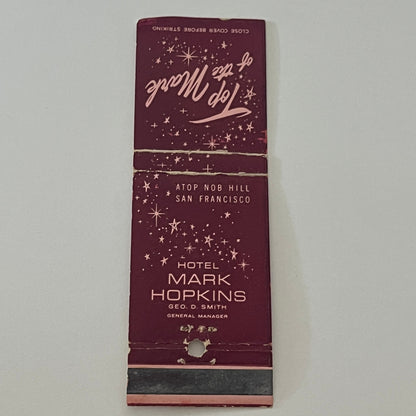 CLOSE COVER BEFORE STRIKING
Top
of the Mark
ATOP NOB HILL
SAN FRANCISCO
HOTEL
MARK
HOPKINS
GEO. D. SMITH
GENERAL MANAGER